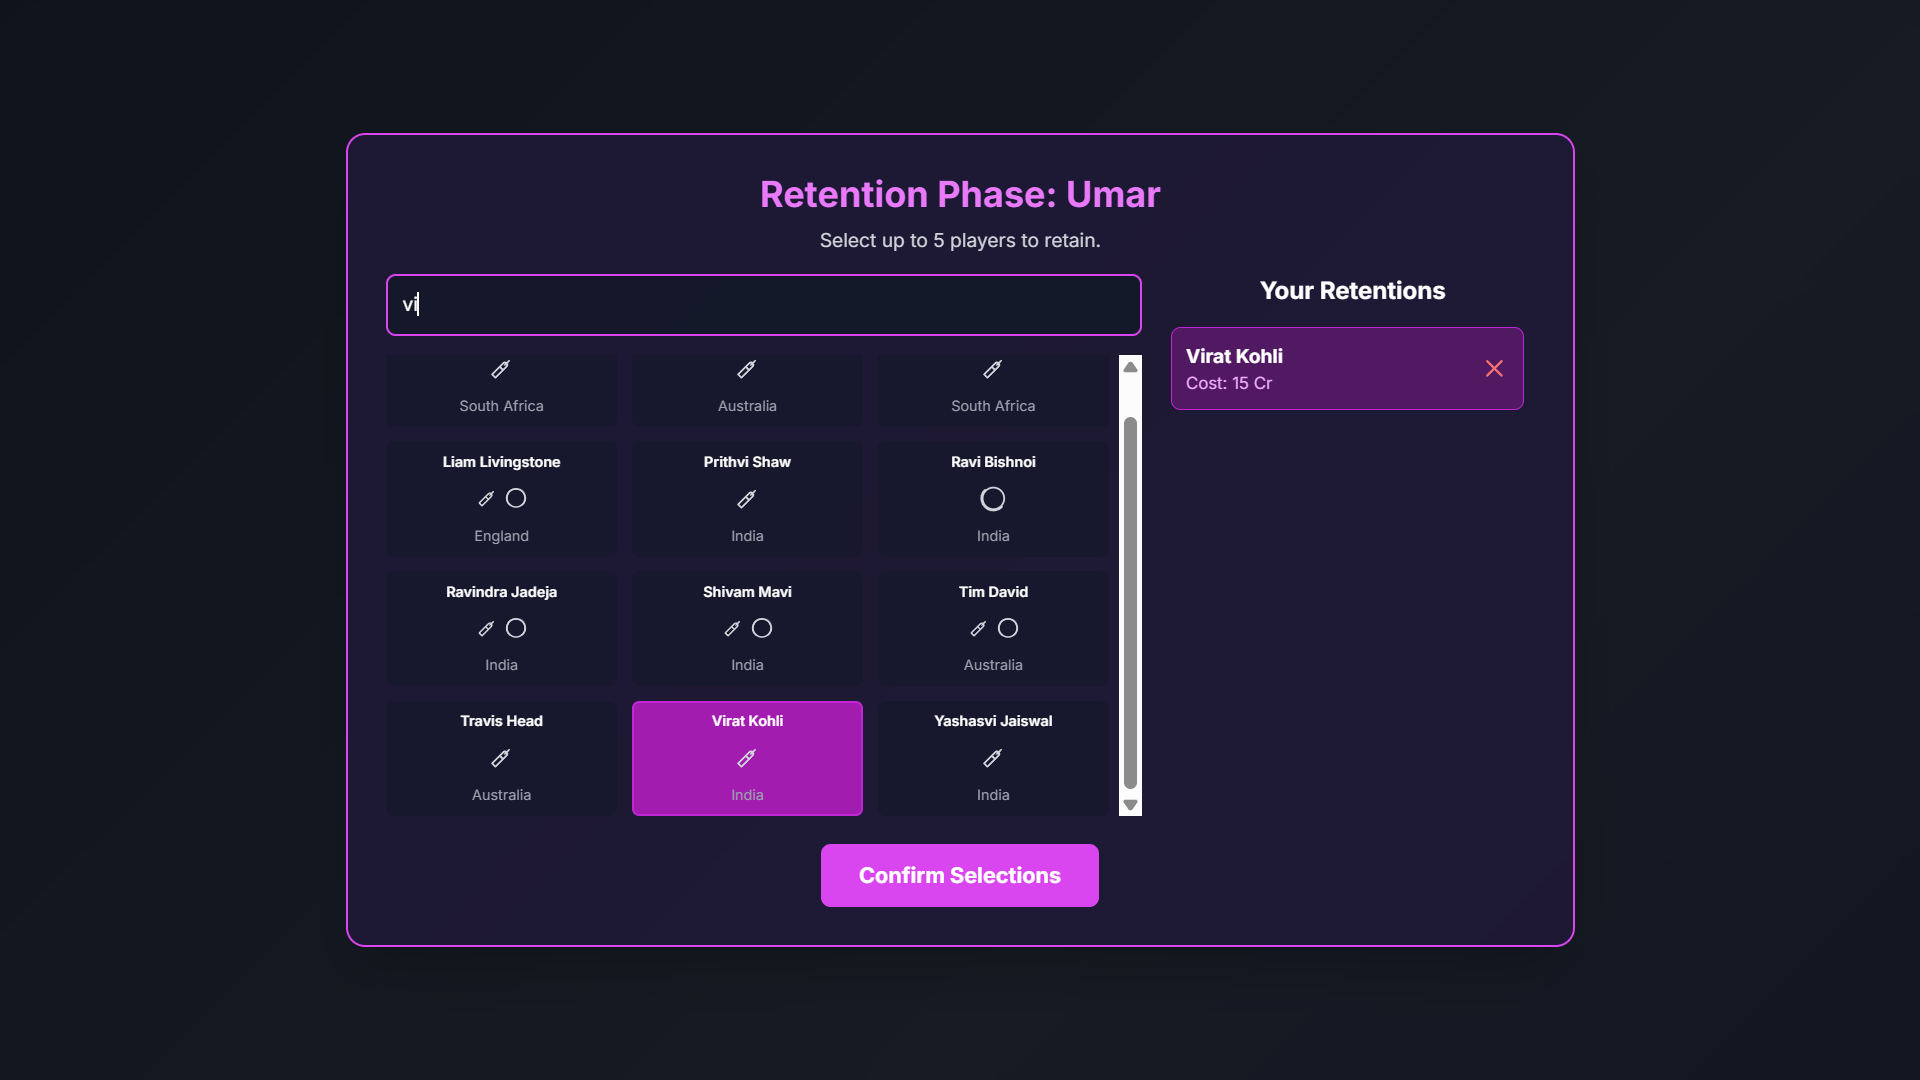 Retention Phase: Umar
Select up to 5 players to retain.
vi
South Africa
Australia
South Africa
Liam Livingstone
England
Prithvi Shaw
India
Ravi Bishnoi
India
Ravindra Jadeja
India
Shivam Mavi
India
Tim David
Australia
Travis Head
Australia
Virat Kohli
India
Yashasvi Jaiswal
India
Your Retentions
Virat Kohli
Cost: 15 Cr
Confirm Selections